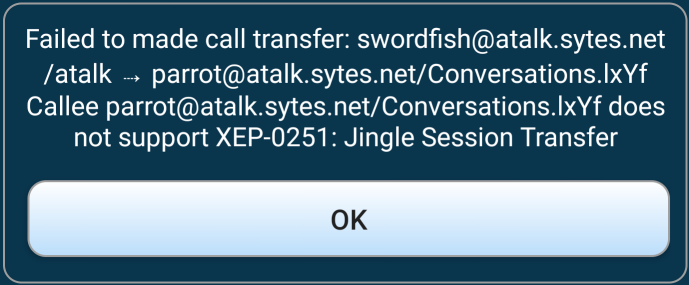 Failed to made call transfer: swordfish@atalk.sytes.net
/atalk → parrot@atalk.sytes.net/Conversations.lxYf
Callee parrot@atalk.sytes.net/Conversations.lxYf does
not support XEP-0251: Jingle Session Transfer
OK